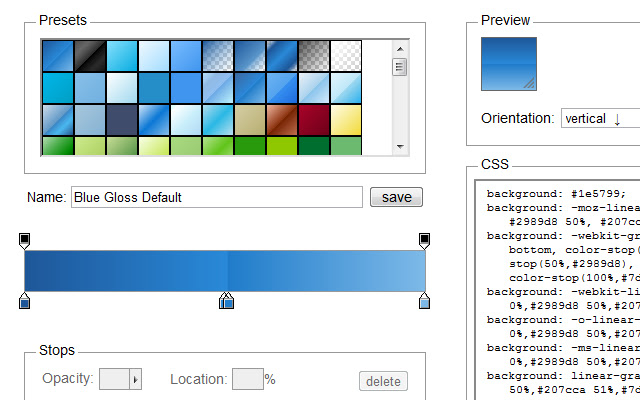 Presets
Name: Blue Gloss Default save
Stops
Opacity: Location: % delete
Preview
Orientation: vertical ↓
CSS
background: #1e5799;
background: -moz-linear
#2989d8 50%, #207cc
background: -webkit-gr
bottom, color-stop(
stop(50%,#2989d8),
color-stop(100%,#7d
background: -webkit-li
0%,#2989d8 50%,#207
background: -o-linear-
0%,#2989d8 50%,#207
background: -ms-linear
0%,#2989d8 50%,#207
background: linear-gra
50%,#207cca 51%,#7d